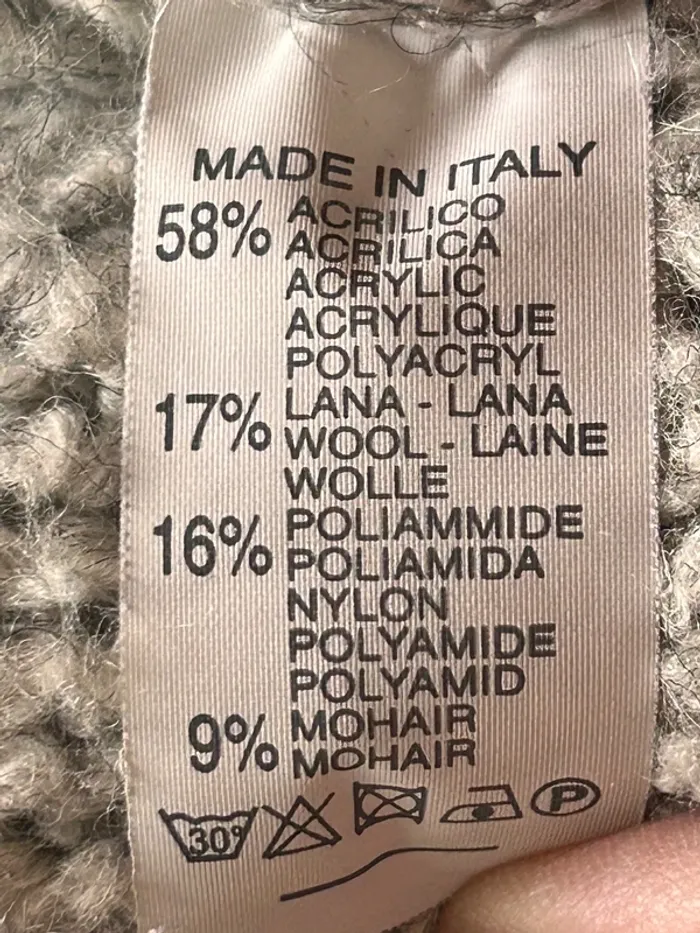 MADE IN ITALY
58% ACRILICO
ACRILICA
ACRYLIC
ACRYLIQUE
POLYACRYL
17% LANA - LANA
WOOL - LAINE
WOLLE
16% POLIAMMIDE
POLIAMIDA
NYLON
POLYAMIDE
POLYAMID
9% MOHAIR
MOHAIR
30° P